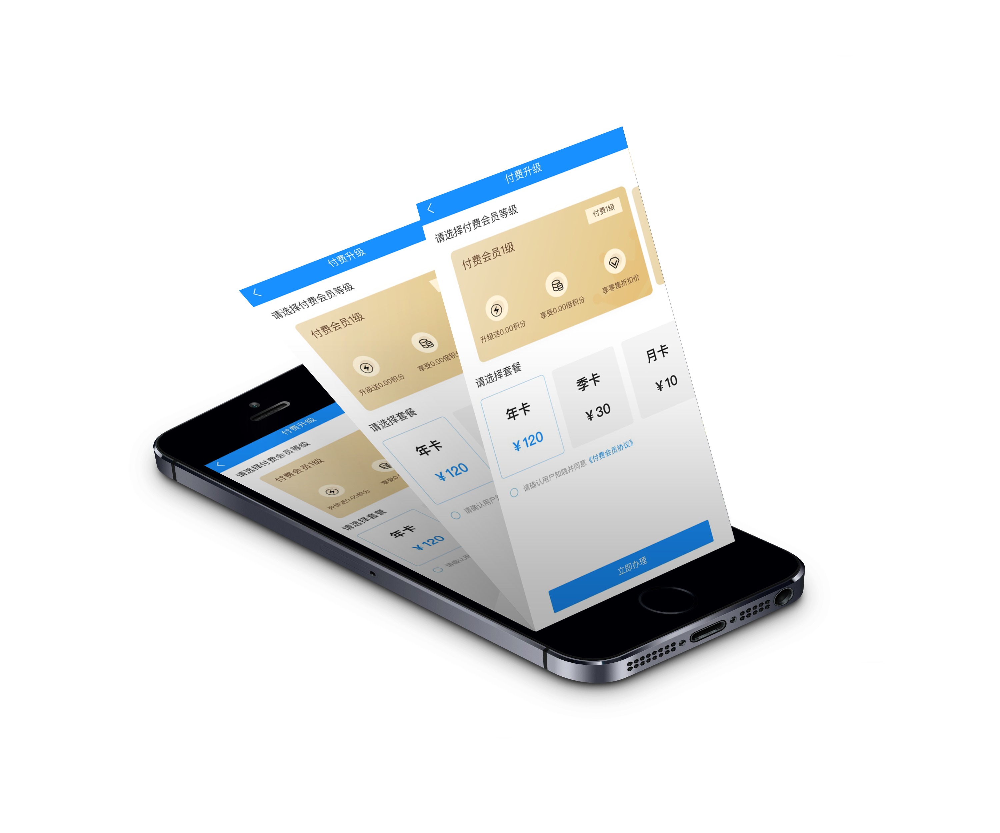 付费升级
请选择付费会员等级
付费1级
付费会员1级
升级送0.00积分
享受0.00倍积分
享零售折扣价
请选择套餐
年卡
¥120
季卡
¥30
月卡
¥10
请确认用户知晓并同意《付费会员协议》
立即办理
付费升级
请选择付费会员等级
付费会员1级
升级送0.00积分
享受0.00倍积
请选择套餐
年卡
¥120
请确认用户
付费升级
请选择付费会员等级
付费会员1级
升级送0.00积分
享受0.
请选择套餐
年卡
¥120
请确认用